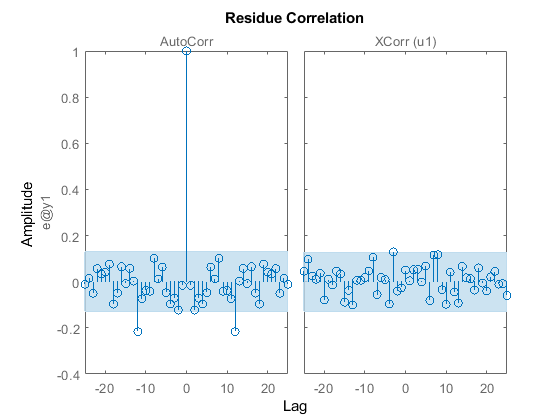 Residue Correlation
AutoCorr
XCorr (u1)
Amplitude
e@y1
1
0.8
0.6
0.4
0.2
0
-0.2
-0.4
-20 -10 0 10 20
-20 -10 0 10 20
Lag